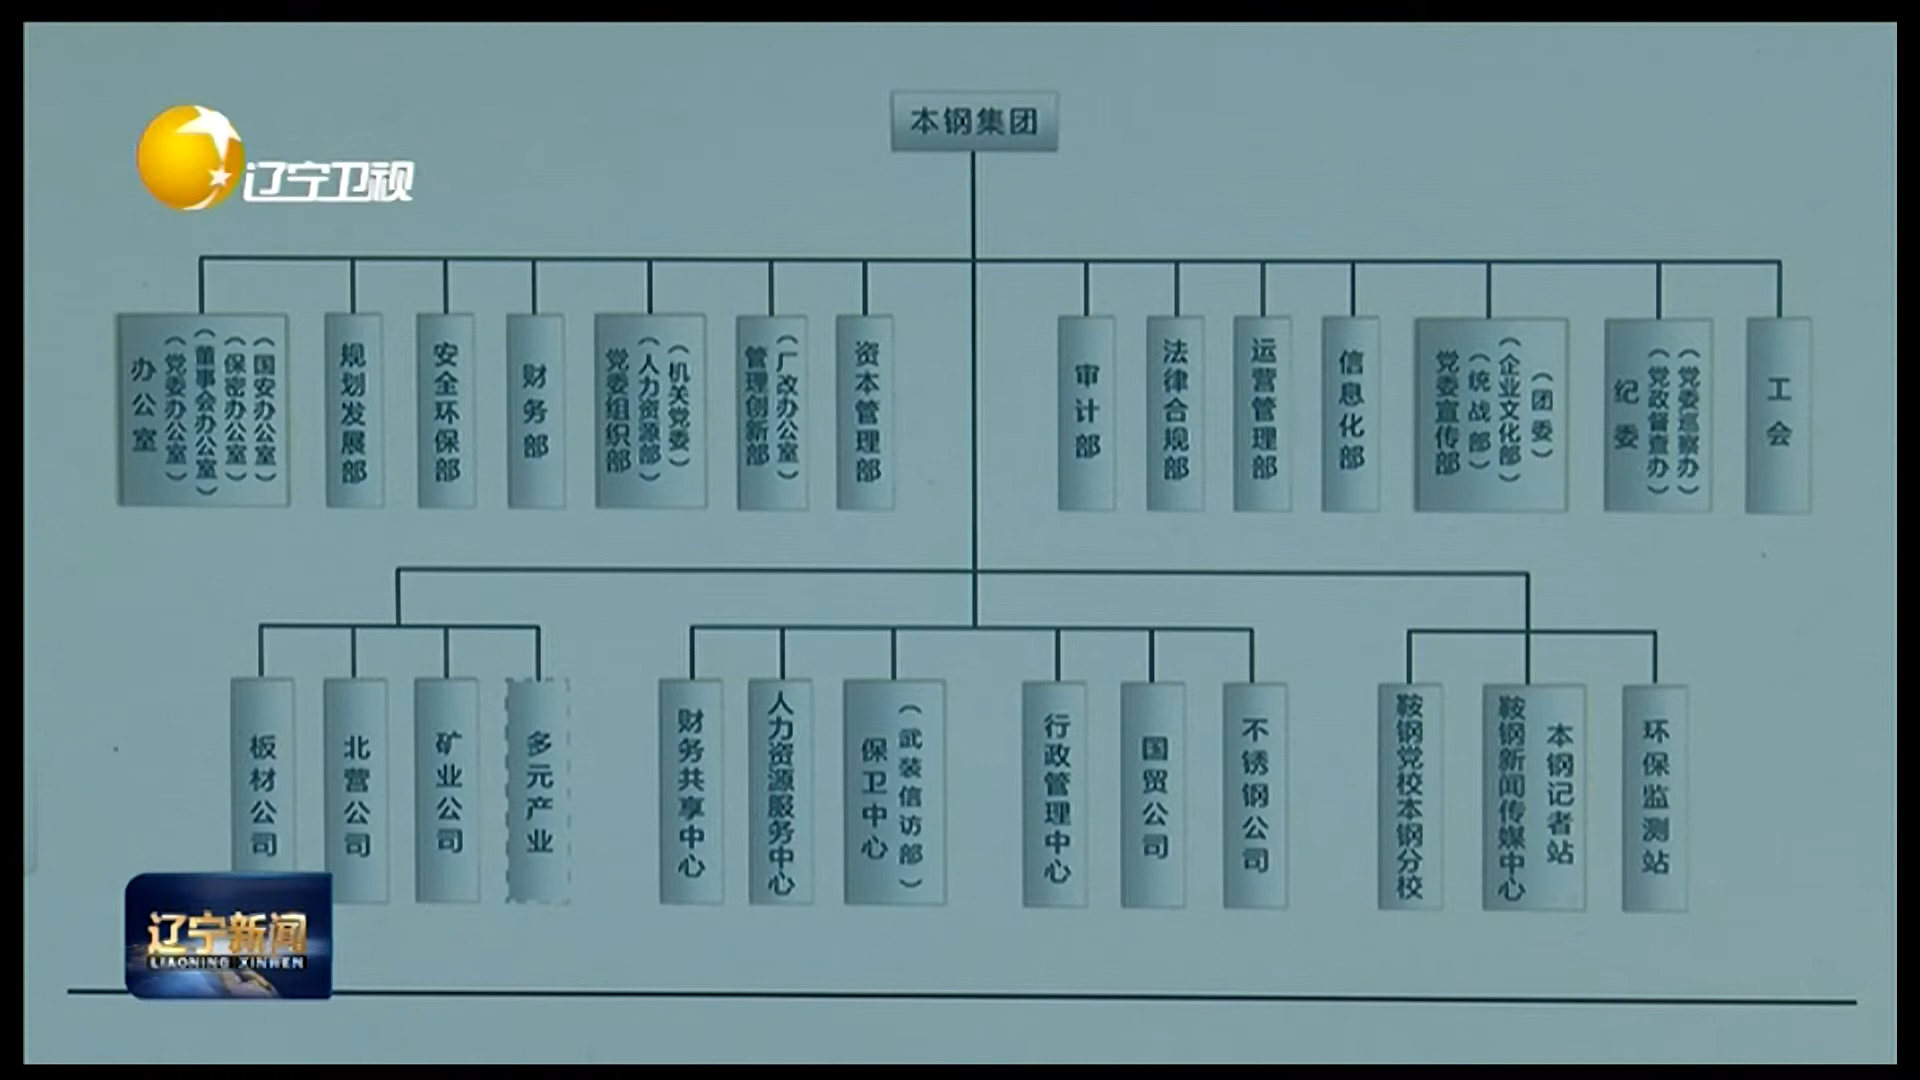 本钢集团
辽宁卫视
办公室
（党委办公室）
（董事会办公室）
（保密办公室）
（国安办公室）
规划发展部
安全环保部
财务部
党委组织部
（人力资源部）
（机关党委）
管理创新部
（厂改办公室）
资本管理部
审计部
法律合规部
运营管理部
信息化部
党委宣传部
（统战部）
（企业文化部）
（团委）
纪委
（党政督查办）
（党委巡察办）
工会
板材公司
北营公司
矿业公司
多元产业
财务共享中心
人力资源服务中心
保卫中心
（武装信访部）
行政管理中心
国贸公司
不锈钢公司
鞍钢党校本钢分校
鞍钢新闻传媒中心
本钢记者站
环保监测站
辽宁新闻
LIAONING XINWEN